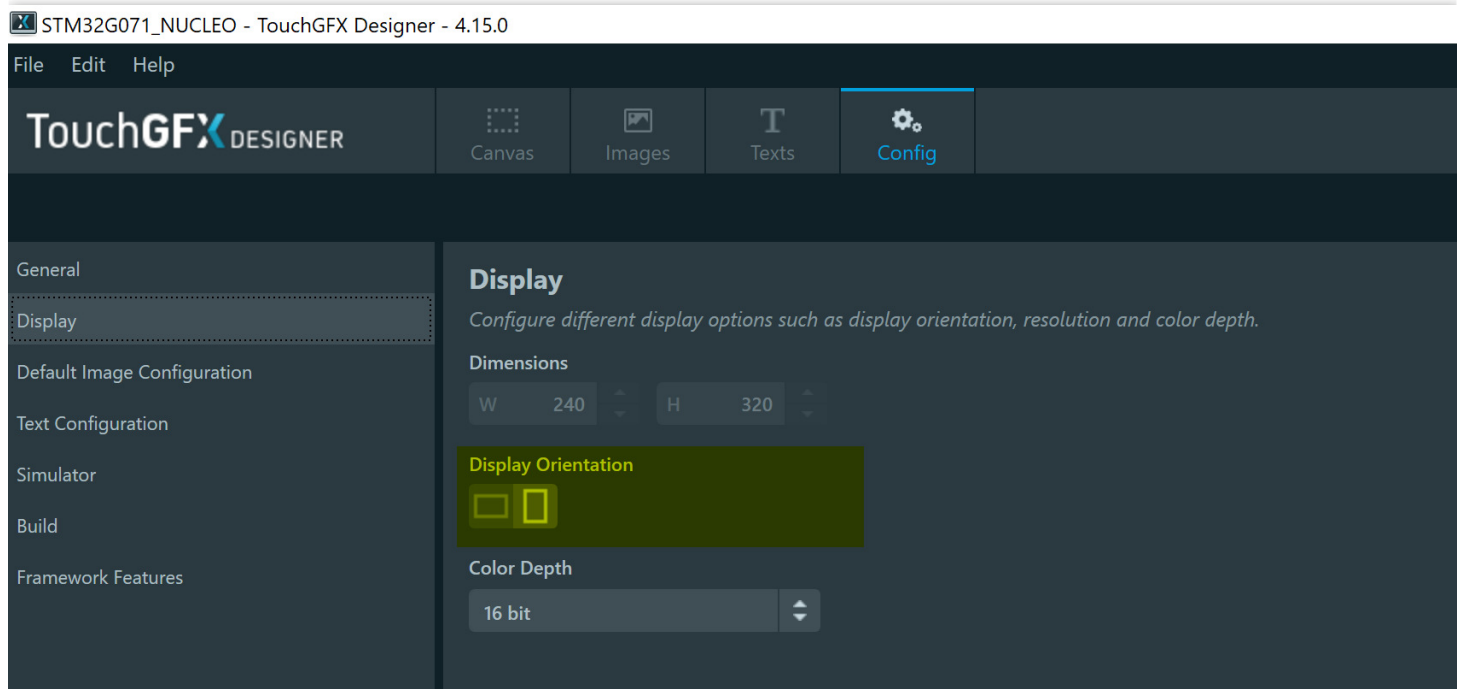 STM32G071_NUCLEO - TouchGFX Designer - 4.15.0
File Edit Help
TouchGFX DESIGNER
Canvas
Images
T
Texts
Config
General
Display
Default Image Configuration
Text Configuration
Simulator
Build
Framework Features
Display
Configure different display options such as display orientation, resolution and color depth.
Dimensions
W 240 H 320
Display Orientation
Color Depth
16 bit